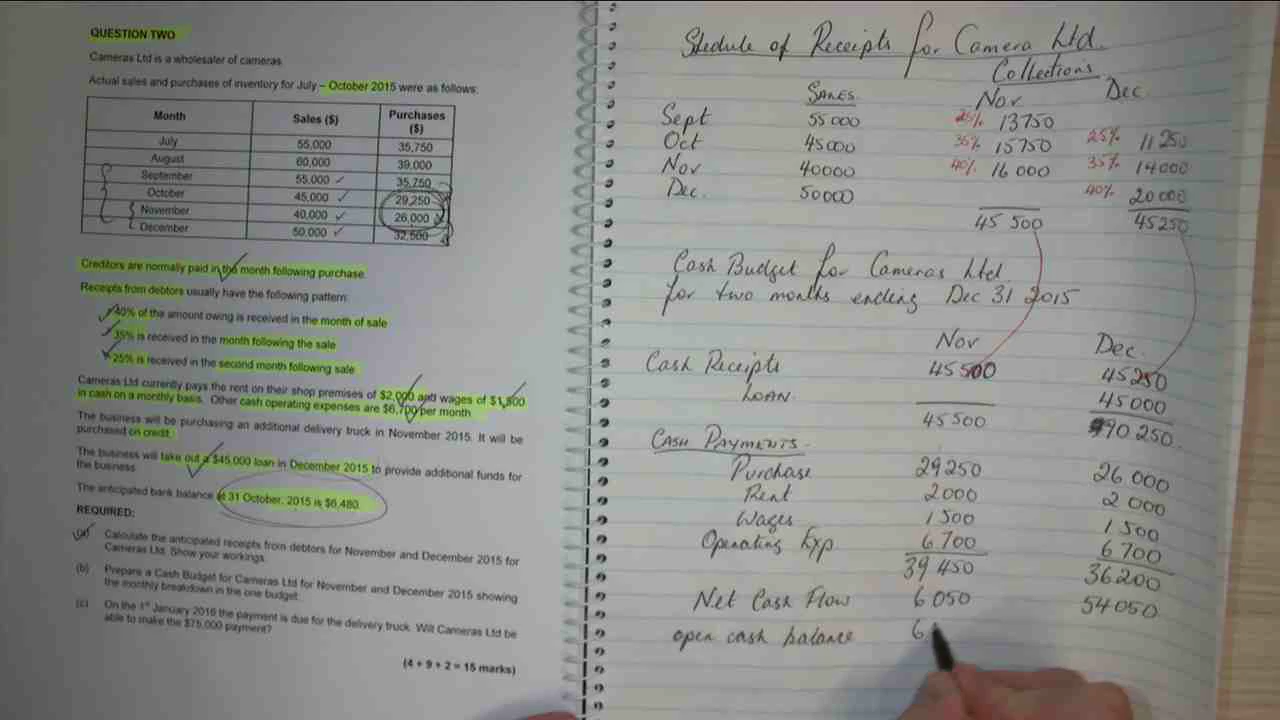 QUESTION TWO
Cameras Ltd is a wholesaler of cameras
Actual sales and purchases of inventory for July – October 2015 were as follows:
Month Sales ($) Purchases ($)
July 55,000 35,750
August 60,000 39,000
September 55,000 ✓ 35,750
October 45,000 ✓ 29,250
November 40,000 ✓ 26,000
December 50,000 ✓ 32,500
Creditors are normally paid in the month following purchase.
Receipts from debtors usually have the following pattern:
40% of the amount owing is received in the month of sale
35% is received in the month following the sale
25% is received in the second month following sale
Cameras Ltd currently pays the rent on their shop premises of $2,000 and wages of $1,500
in cash on a monthly basis. Other cash operating expenses are $6,700 per month
The business will be purchasing an additional delivery truck in November 2015. It will be
purchased on credit.
The business will take out a $45,000 loan in December 2015 to provide additional funds for
the business
The anticipated bank balance at 31 October, 2015 is $6,480.
REQUIRED:
(a) Calculate the anticipated receipts from debtors for November and December 2015 for
Cameras Ltd. Show your workings.
(b) Prepare a Cash Budget for Cameras Ltd for November and December 2015 showing
the monthly breakdown in the one budget.
(c) On the 1st January 2016 the payment is due for the delivery truck. Will Cameras Ltd be
able to make the $75,000 payment?
(4 + 9 + 2 = 15 marks)
Shedule of Receipts for Camera Ltd.
Collections
SALES Nov Dec
Sept 55000 25% 13750
Oct 45000 35% 15750 25% 11250
Nov 40000 40% 16000 35% 14000
Dec. 50000 40% 20000
45500 45250
Cash Budget for Cameras Ltd
for two months ending Dec 31 2015
Nov Dec.
Cash Receipts 45500 45250
LOAN 45000
45500 90250
CASH PAYMENTS.
Purchase 29250 26000
Rent 2000 2000
Wages 1500 1500
Operating Exp 6700 6700
39450 36200
Net Cash Flow 6050 54050
open cash balance 6